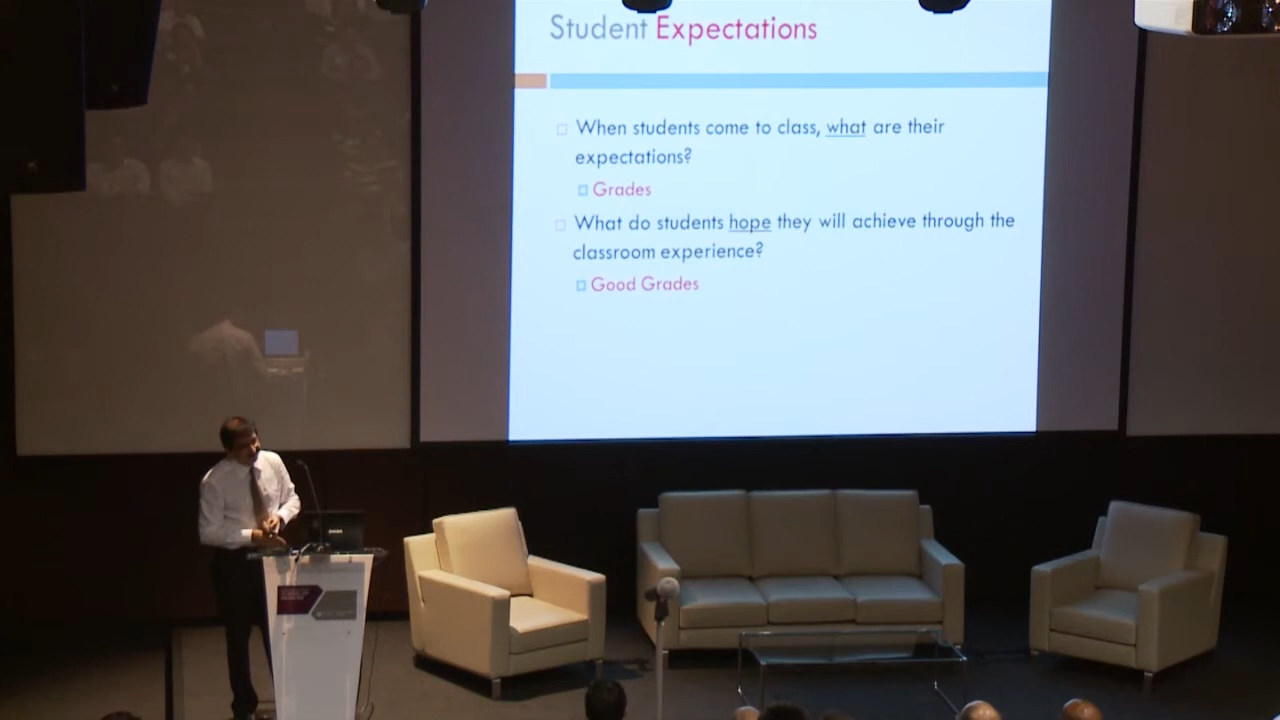 Student Expectations
When students come to class, what are their
expectations?
Grades
What do students hope they will achieve through the
classroom experience?
Good Grades